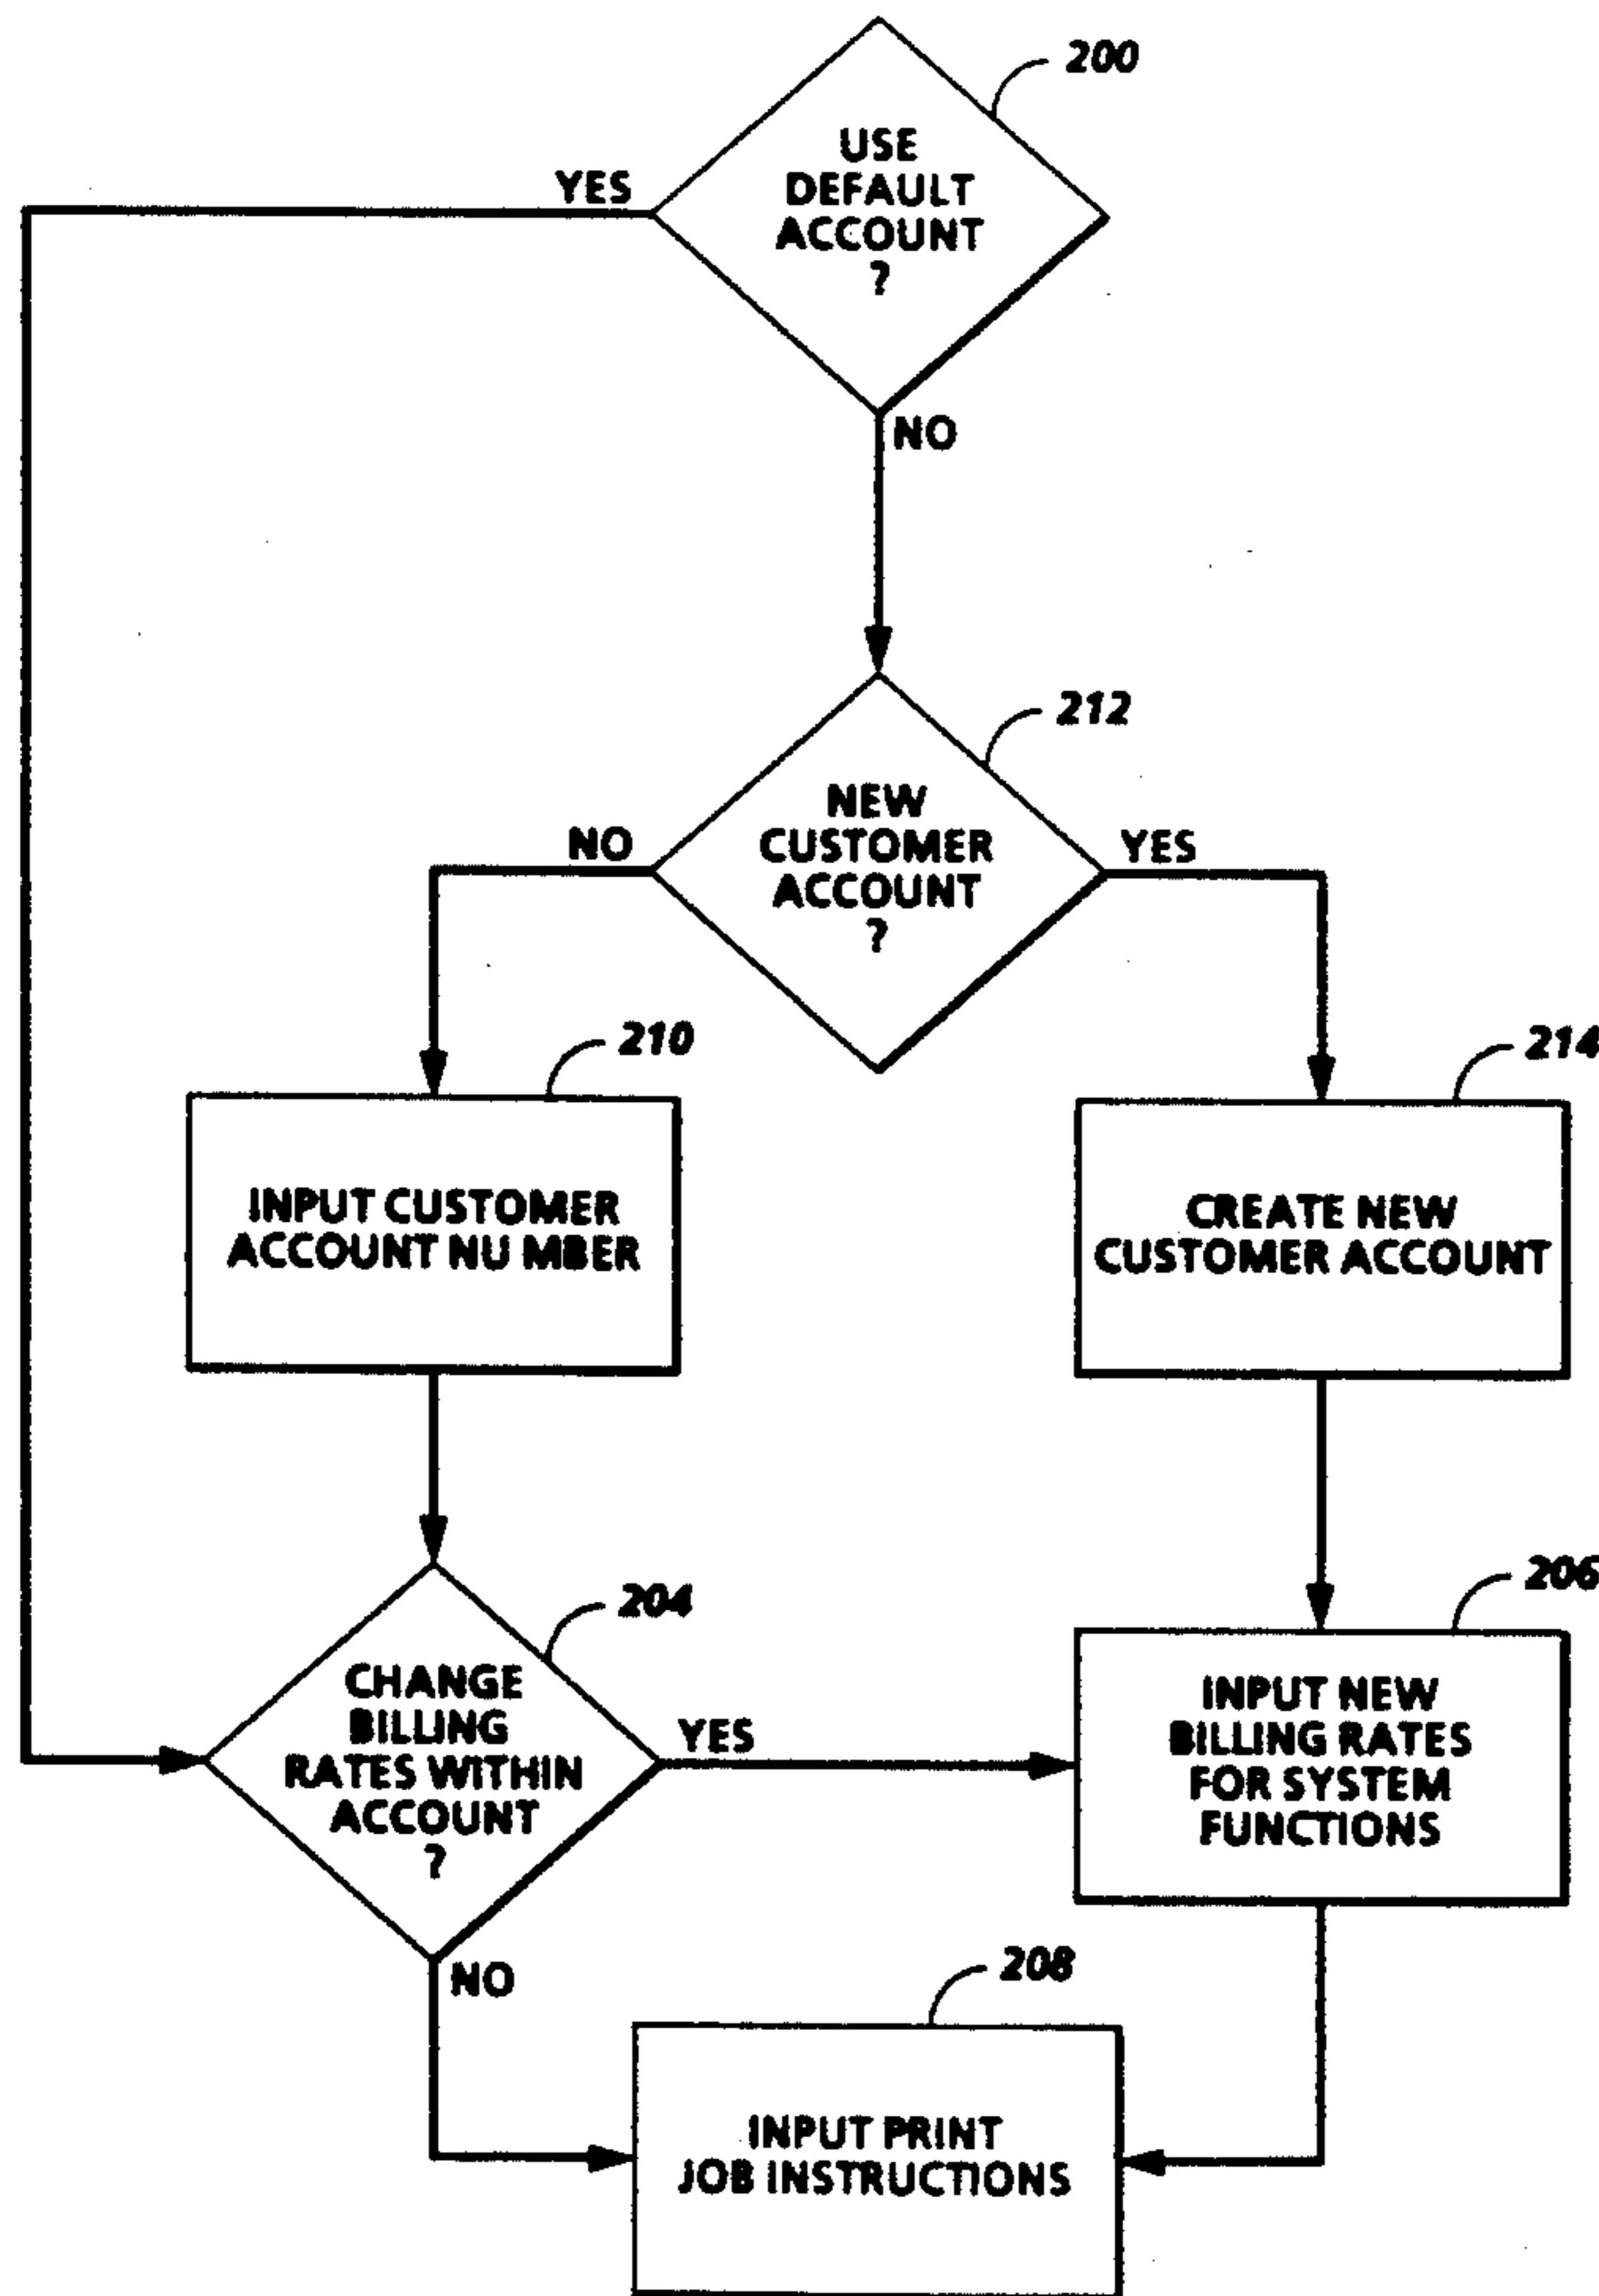 200
USE
DEFAULT
ACCOUNT
?
YES
NO
212
NEW
CUSTOMER
ACCOUNT
?
NO
YES
210
INPUT CUSTOMER
ACCOUNT NU MBER
214
CREATE NEW
CUSTOMER ACCOUNT
204
CHANGE
BILLING
RATES WITHIN
ACCOUNT
?
YES
NO
206
INPUT NEW
BILLING RATES
FOR SYSTEM
FUNCTIONS
208
INPUT PRINT
JOB INSTRUCTIONS